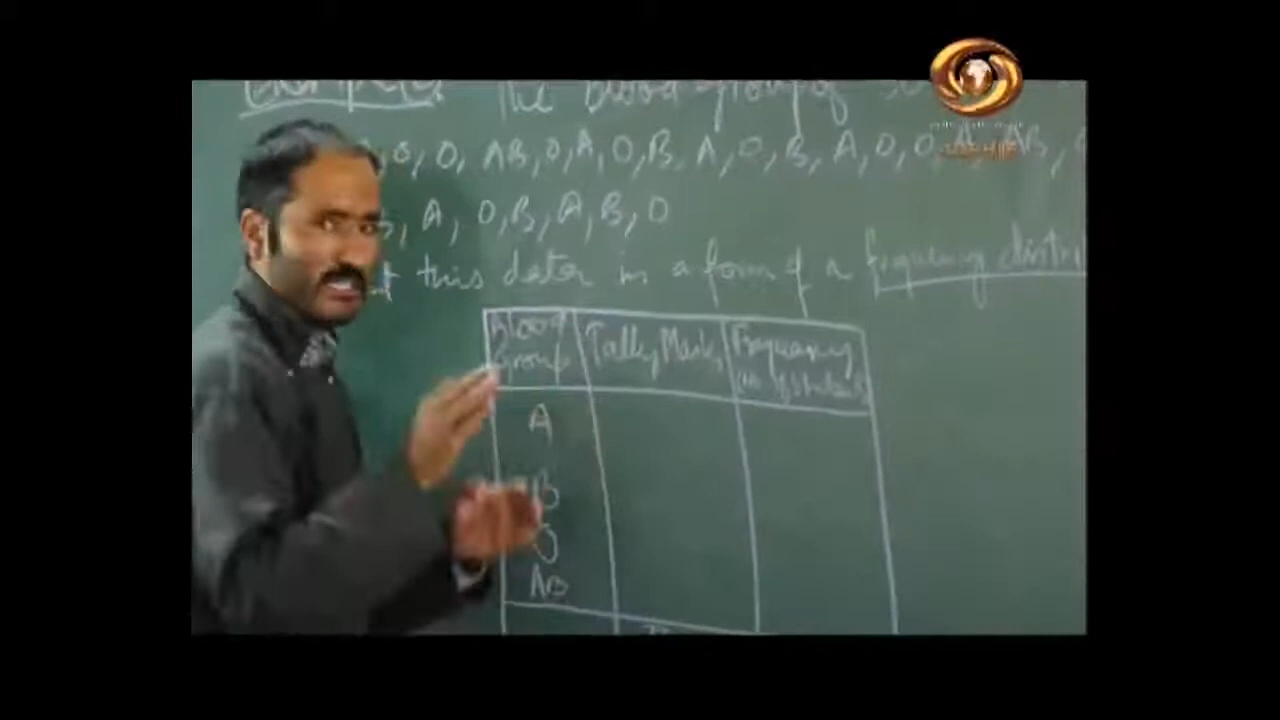 Example: The Blood group of
O, O, AB, O, A, O, B, A, O, B, A, O, O, A, AB, O
A, O, B, A, B, O
this data in a form of a frequency distri
Blood Group
Tally Marks
Frequency
A
B
O
AB